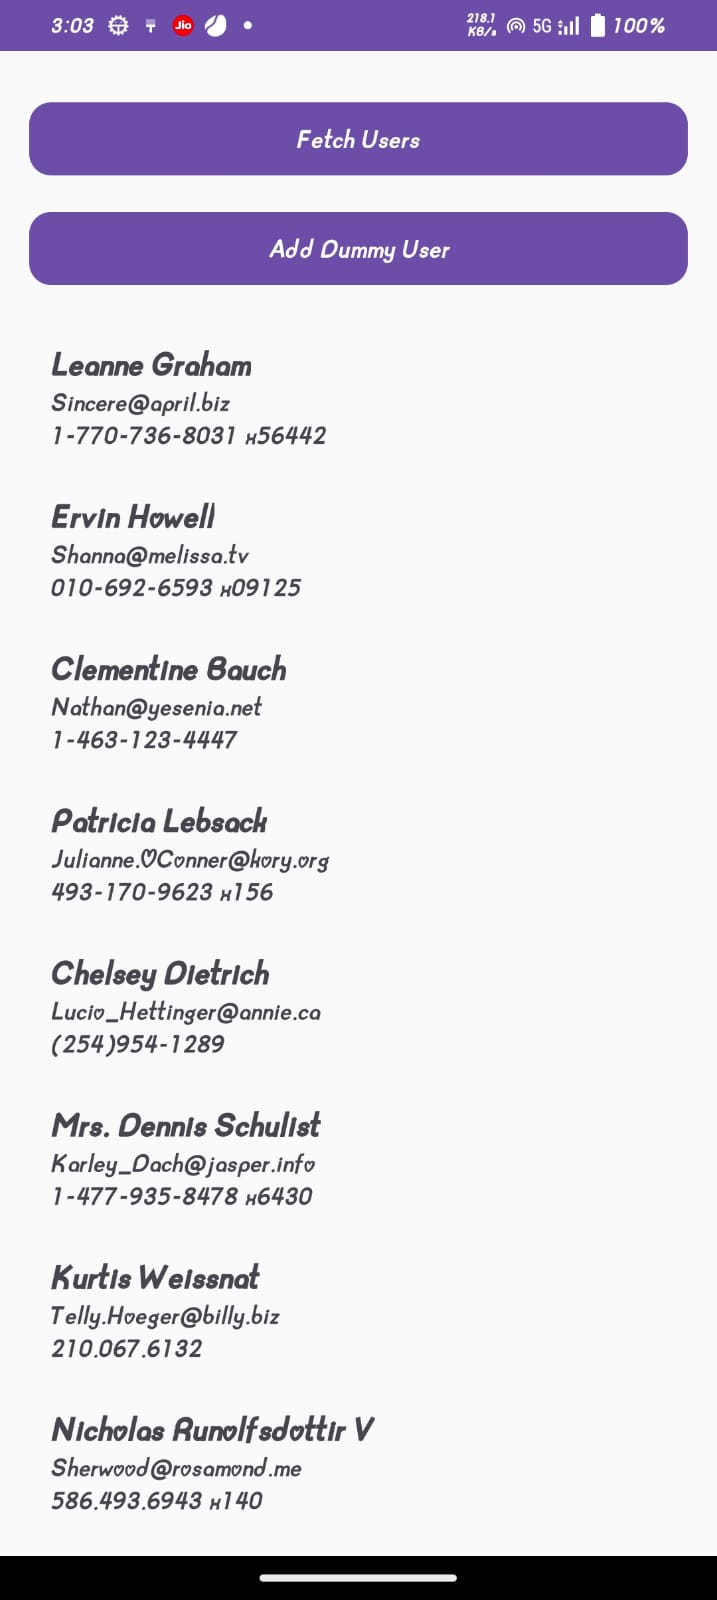 3:03
Jio
218.1
KB/s
5G
100%
Fetch Users
Add Dummy User
Leanne Graham
Sincere@april.biz
1-770-736-8031 x56442
Ervin Howell
Shanna@melissa.tv
010-692-6593 x09125
Clementine Bauch
Nathan@yesenia.net
1-463-123-4447
Patricia Lebsack
Julianne.OConner@kory.org
493-170-9623 x156
Chelsey Dietrich
Lucio_Hettinger@annie.ca
(254)954-1289
Mrs. Dennis Schulist
Karley_Dach@jasper.info
1-477-935-8478 x6430
Kurtis Weissnat
Telly.Hoeger@billy.biz
210.067.6132
Nicholas Runolfsdottir V
Sherwood@rosamond.me
586.493.6943 x140